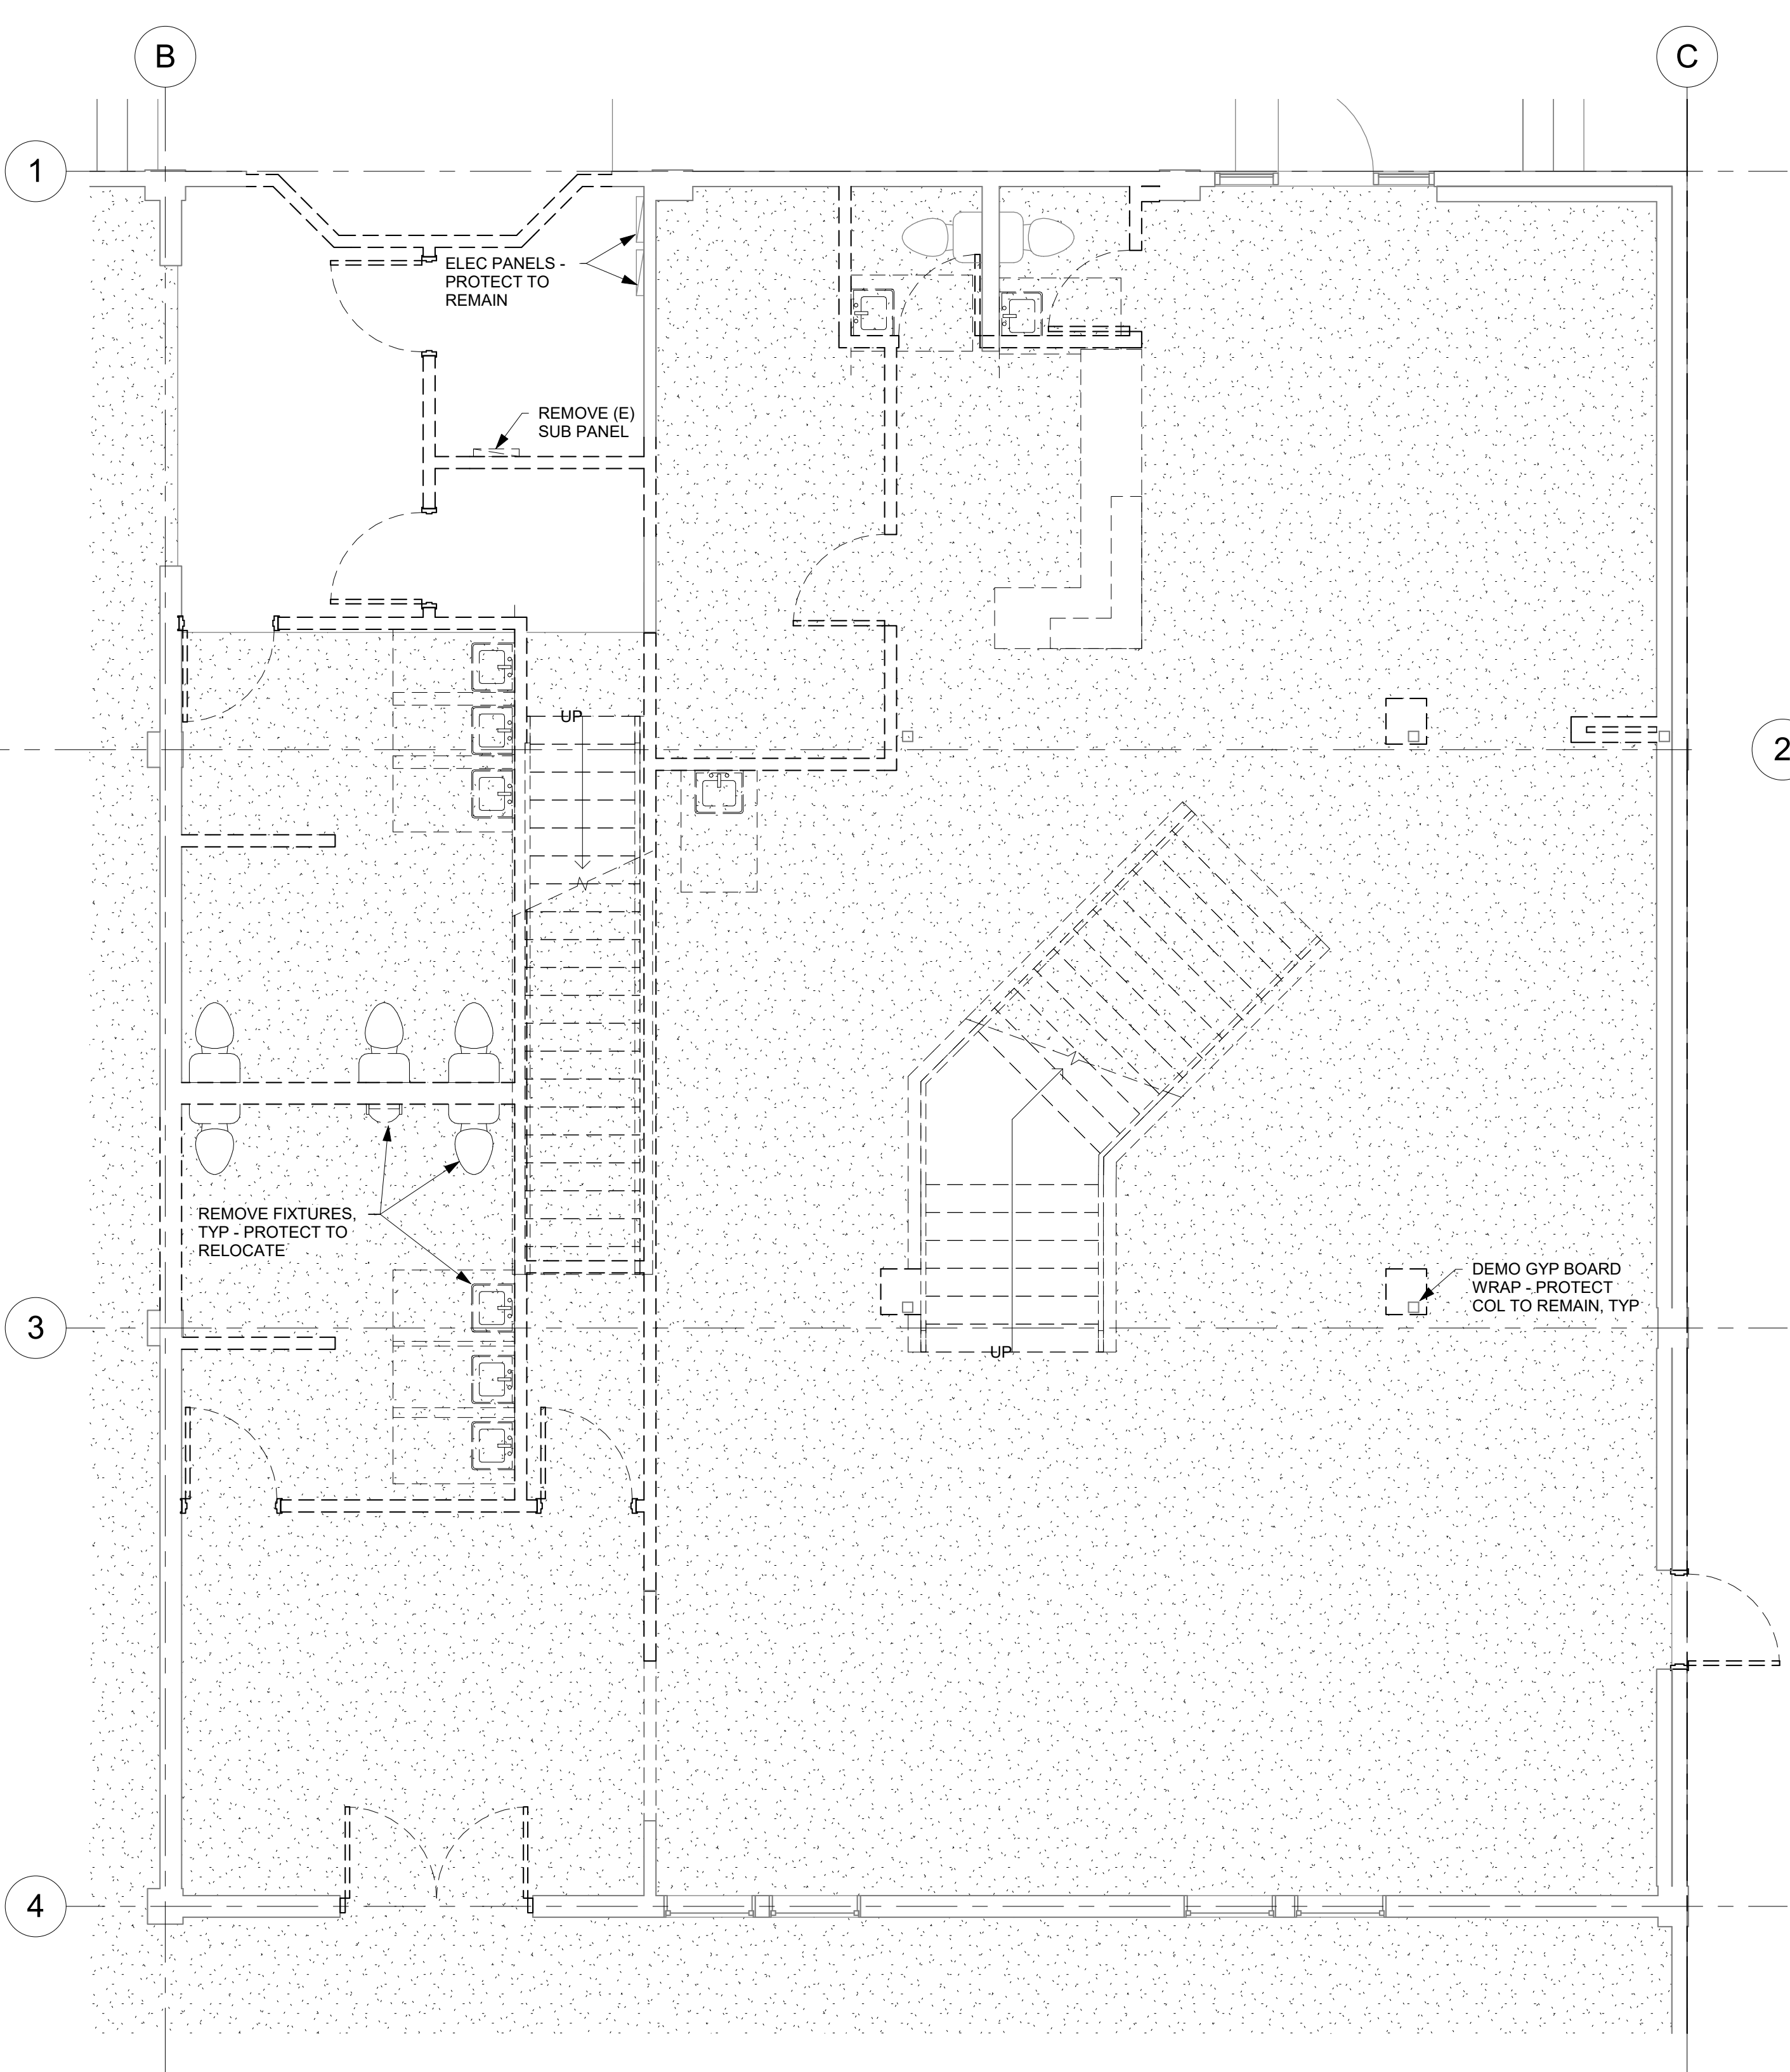 B
C
1
ELEC PANELS -
PROTECT TO
REMAIN
REMOVE (E)
SUB PANEL
UP
2
REMOVE FIXTURES,
TYP - PROTECT TO
RELOCATE
DEMO GYP BOARD
WRAP - PROTECT
COL TO REMAIN, TYP
3
UP
4